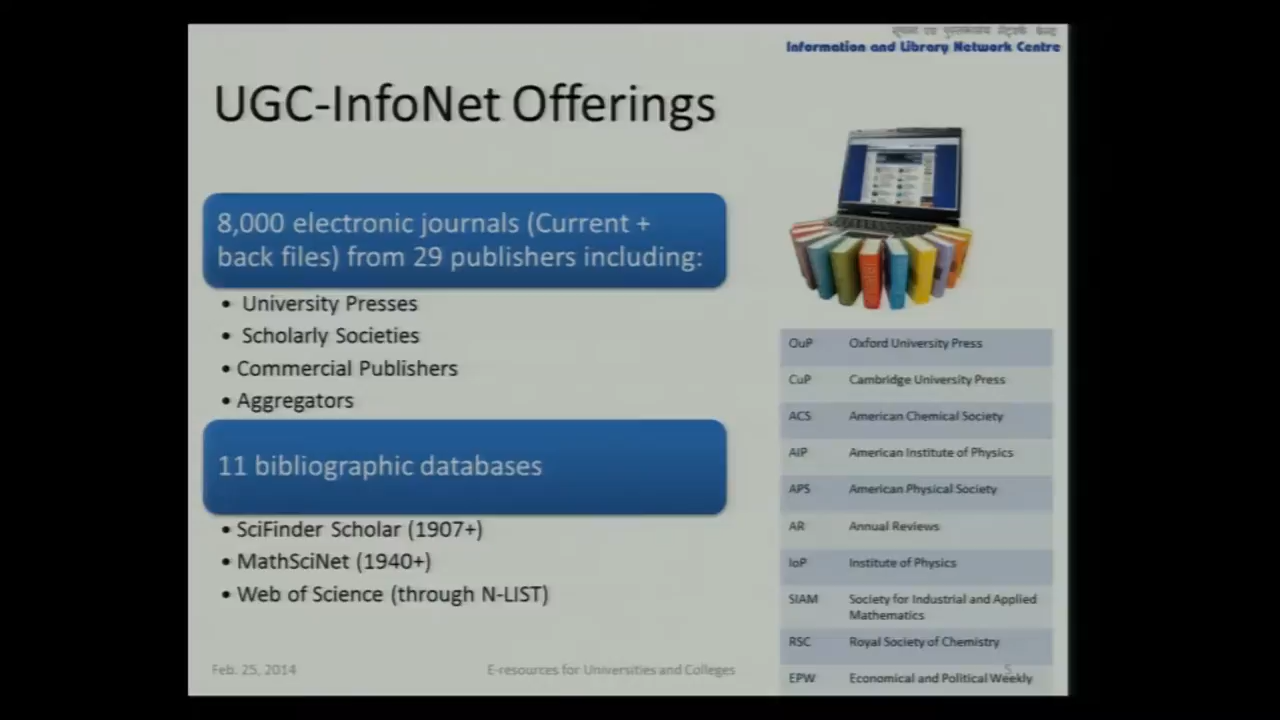 Information and Library Network Centre
UGC-InfoNet Offerings
8,000 electronic journals (Current +
back files) from 29 publishers including:
• University Presses
• Scholarly Societies
• Commercial Publishers
• Aggregators
11 bibliographic databases
• SciFinder Scholar (1907+)
• MathSciNet (1940+)
• Web of Science (through N-LIST)
OuP Oxford University Press
CuP Cambridge University Press
ACS American Chemical Society
AIP American Institute of Physics
APS American Physical Society
AR Annual Reviews
IoP Institute of Physics
SIAM Society for Industrial and Applied
Mathematics
RSC Royal Society of Chemistry
EPW Economical and Political Weekly
Feb. 25, 2014 E-resources for Universities and Colleges 5